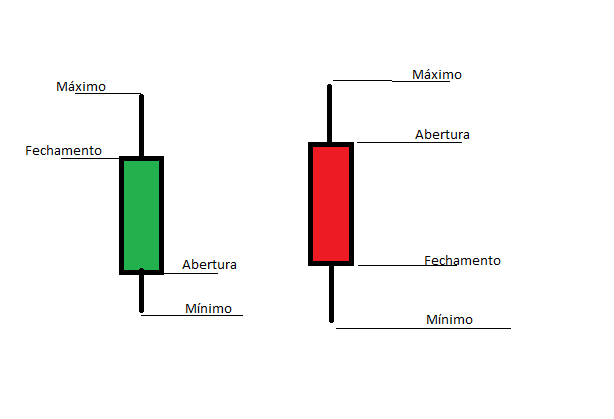 Máximo
Fechamento
Abertura
Mínimo
Máximo
Abertura
Fechamento
Mínimo